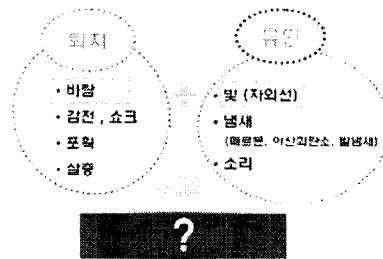 퇴치
유인
• 바람
• 감전, 쇼크
• 포획
• 살충
• 빛 (자외선)
• 냄새
(페로몬, 이산화탄소, 발냄새)
• 소리
?